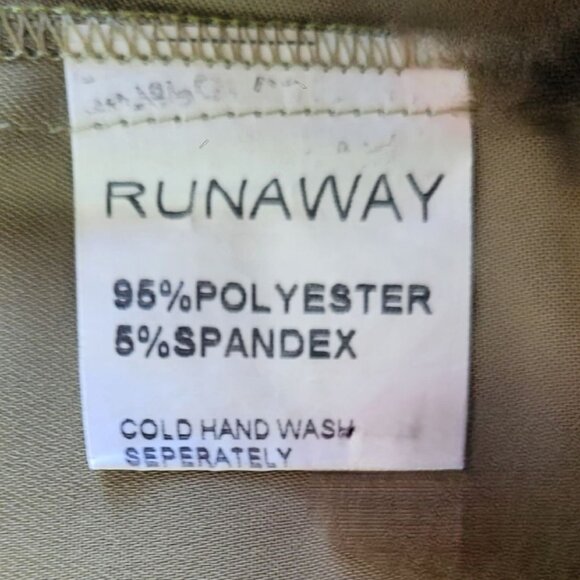 RUNAWAY
95%POLYESTER
5%SPANDEX
COLD HAND WASH
SEPERATELY